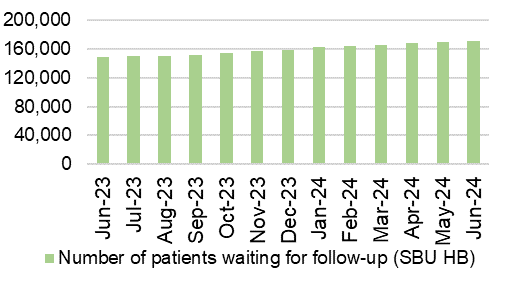 200,000
160,000
120,000
80,000
40,000
0
Jun-23
Jul-23
Aug-23
Sep-23
Oct-23
Nov-23
Dec-23
Jan-24
Feb-24
Mar-24
Apr-24
May-24
Jun-24
Number of patients waiting for follow-up (SBU HB)